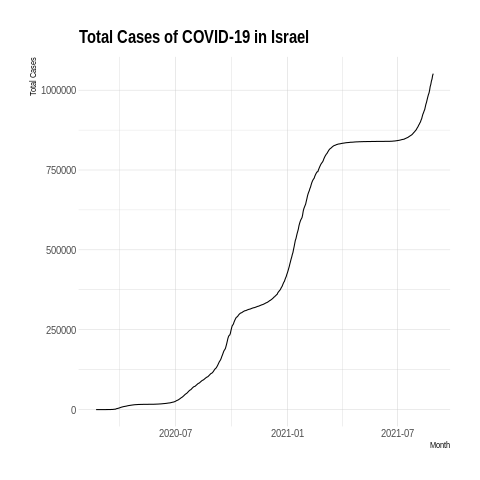 Total Cases of COVID-19 in Israel
Total Cases
1000000
750000
500000
250000
0
2020-07
2021-01
2021-07
Month